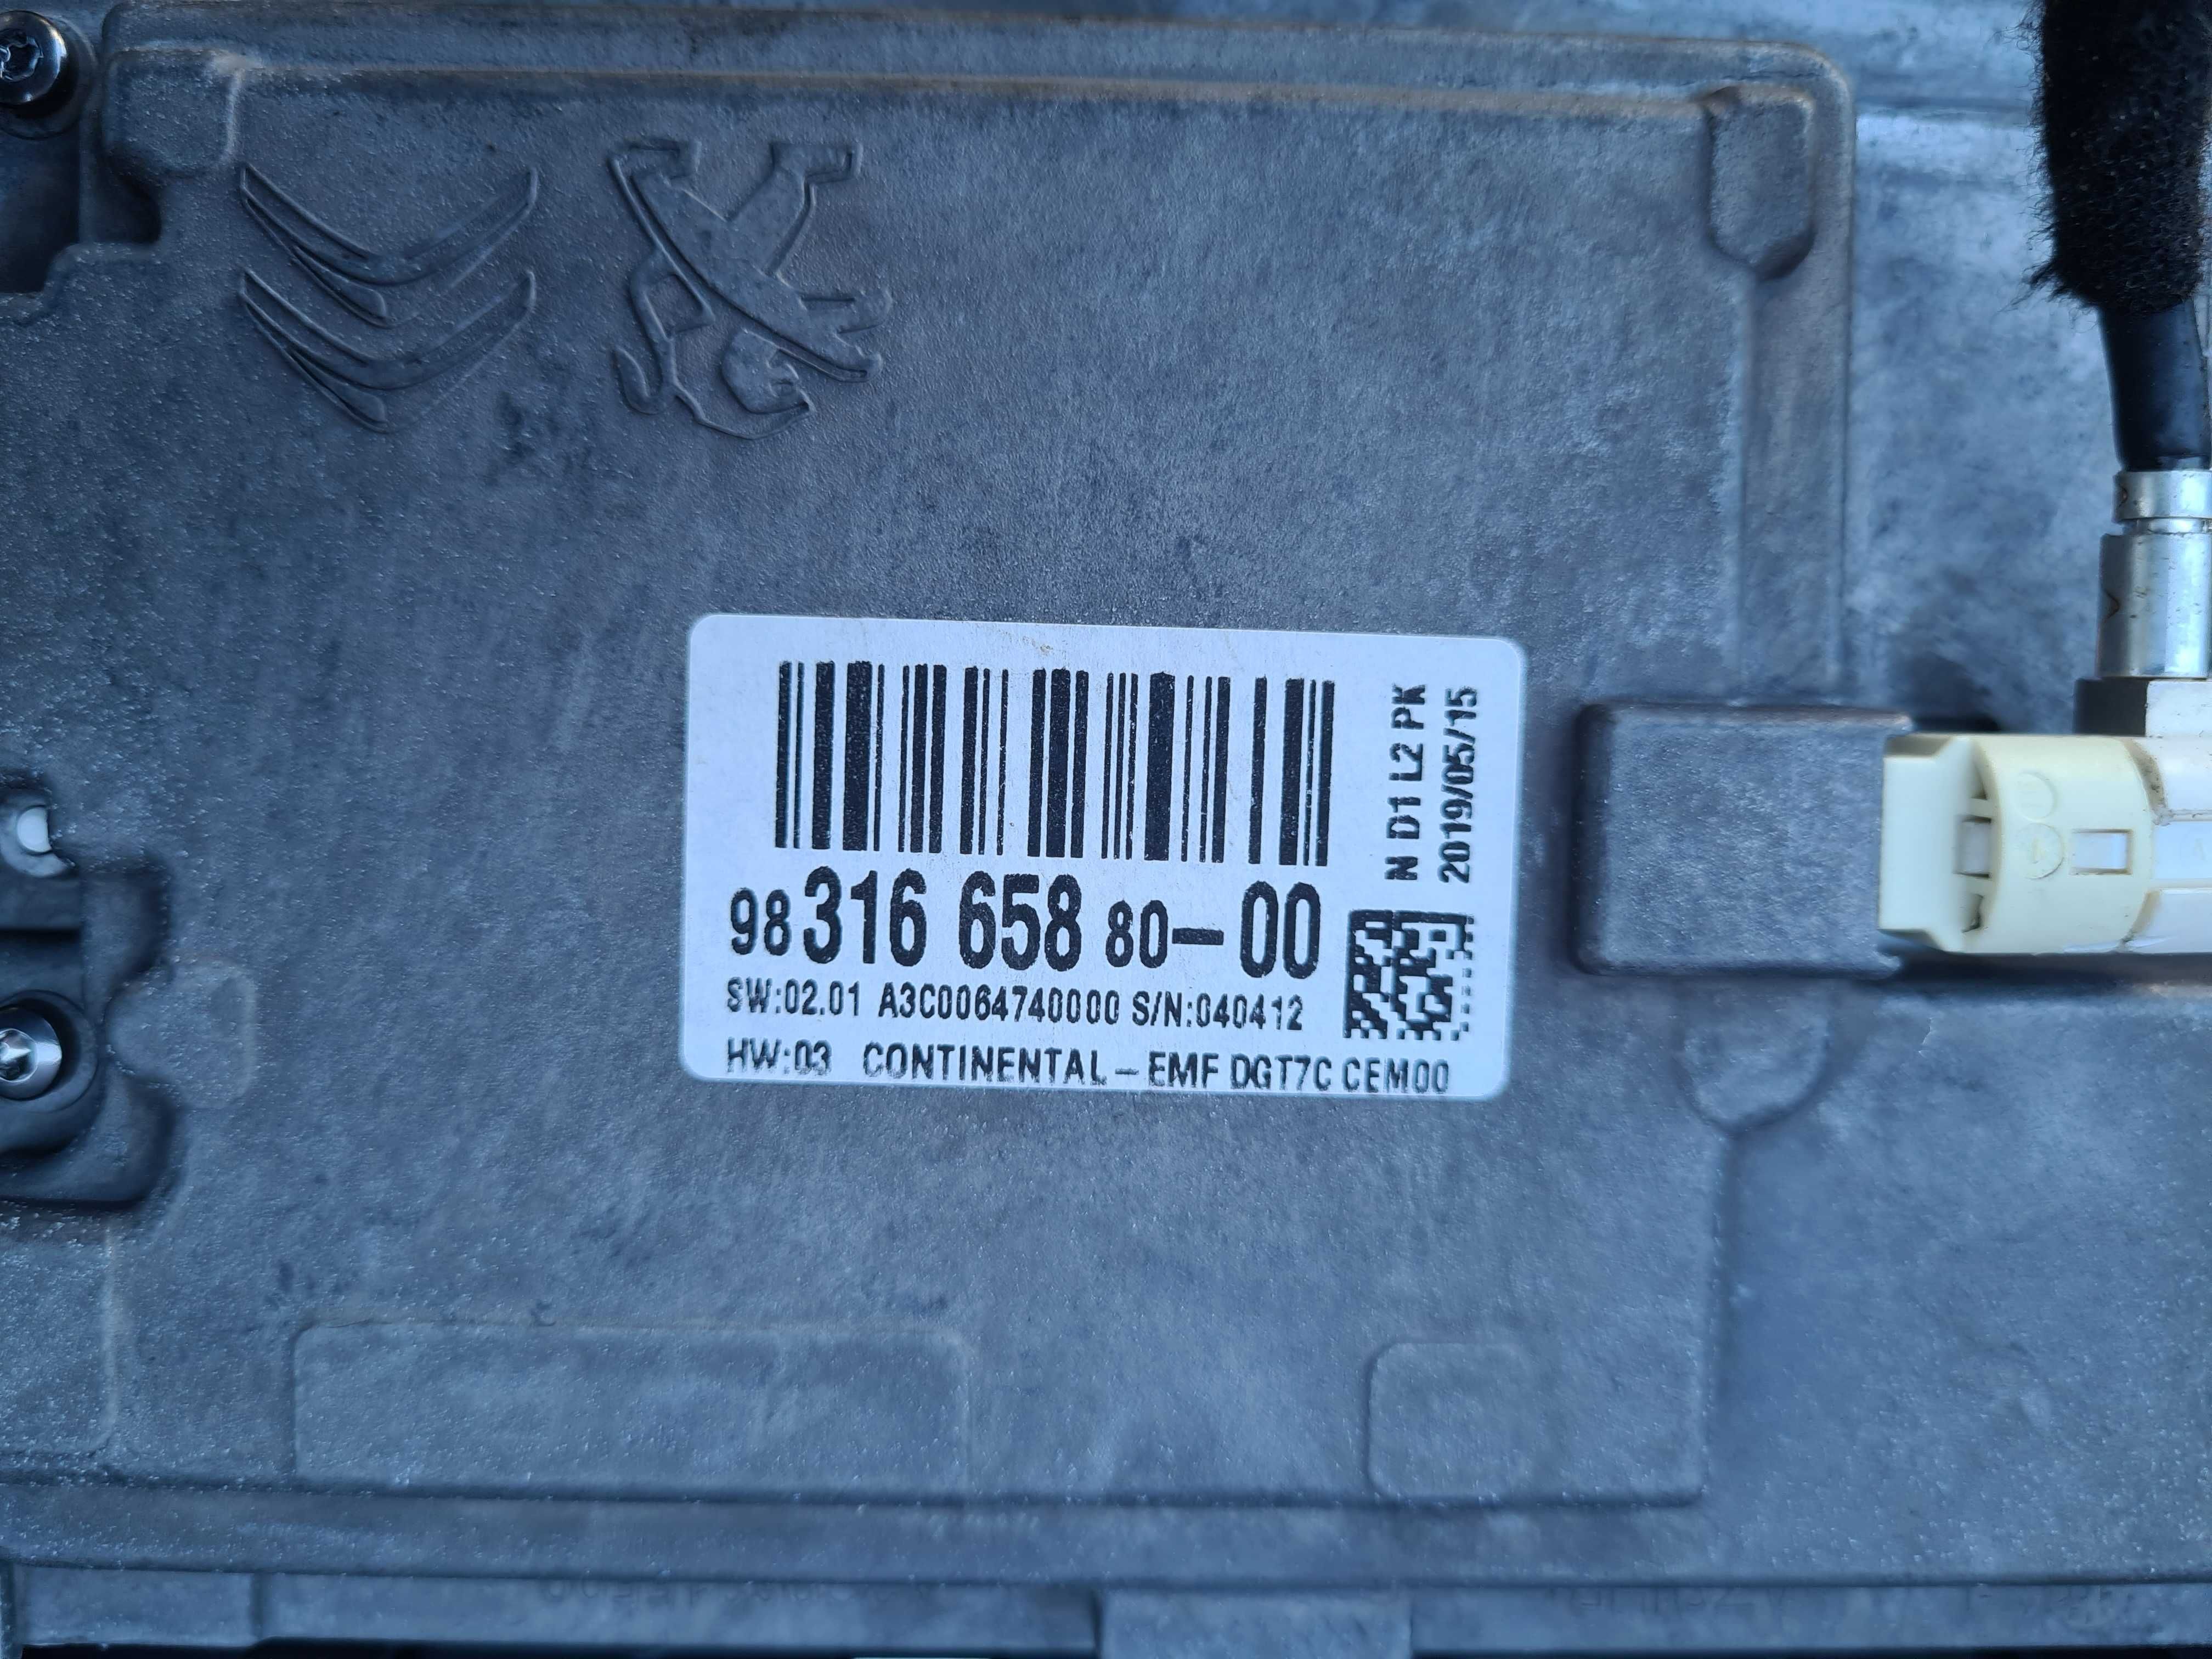 N D1 L2 PK
2019/05/15
98 316 658 80-00
SW:02.01 A3C0064740000 S/N:040412
HW:03 CONTINENTAL - EMF DGT7C CEM00